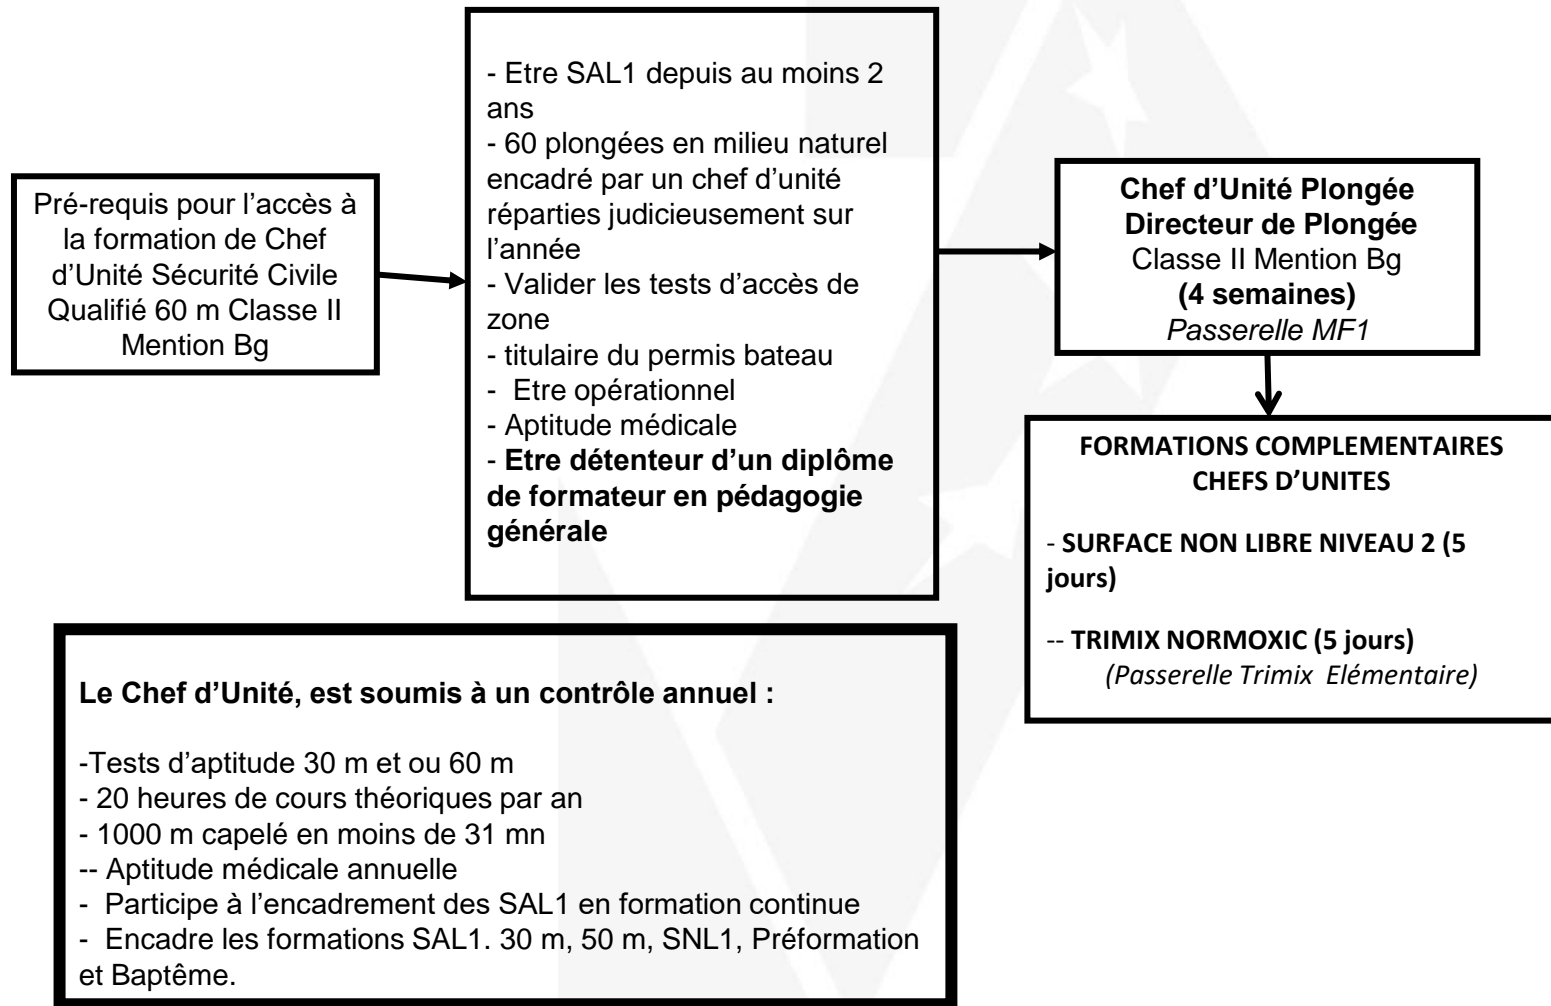 Pré-requis pour l’accès à
la formation de Chef
d’Unité Sécurité Civile
Qualifié 60 m Classe II
Mention Bg
- Etre SAL1 depuis au moins 2
ans
- 60 plongées en milieu naturel
encadré par un chef d’unité
réparties judicieusement sur
l’année
- Valider les tests d’accès de
zone
- titulaire du permis bateau
- Etre opérationnel
- Aptitude médicale
- Etre détenteur d’un diplôme
de formateur en pédagogie
générale
Chef d’Unité Plongée
Directeur de Plongée
Classe II Mention Bg
(4 semaines)
Passerelle MF1
FORMATIONS COMPLEMENTAIRES
CHEFS D’UNITES
- SURFACE NON LIBRE NIVEAU 2 (5
jours)
-- TRIMIX NORMOXIC (5 jours)
(Passerelle Trimix Elémentaire)
Le Chef d’Unité, est soumis à un contrôle annuel :
-Tests d’aptitude 30 m et ou 60 m
- 20 heures de cours théoriques par an
- 1000 m capelé en moins de 31 mn
-- Aptitude médicale annuelle
- Participe à l’encadrement des SAL1 en formation continue
- Encadre les formations SAL1. 30 m, 50 m, SNL1, Préformation
et Baptême.